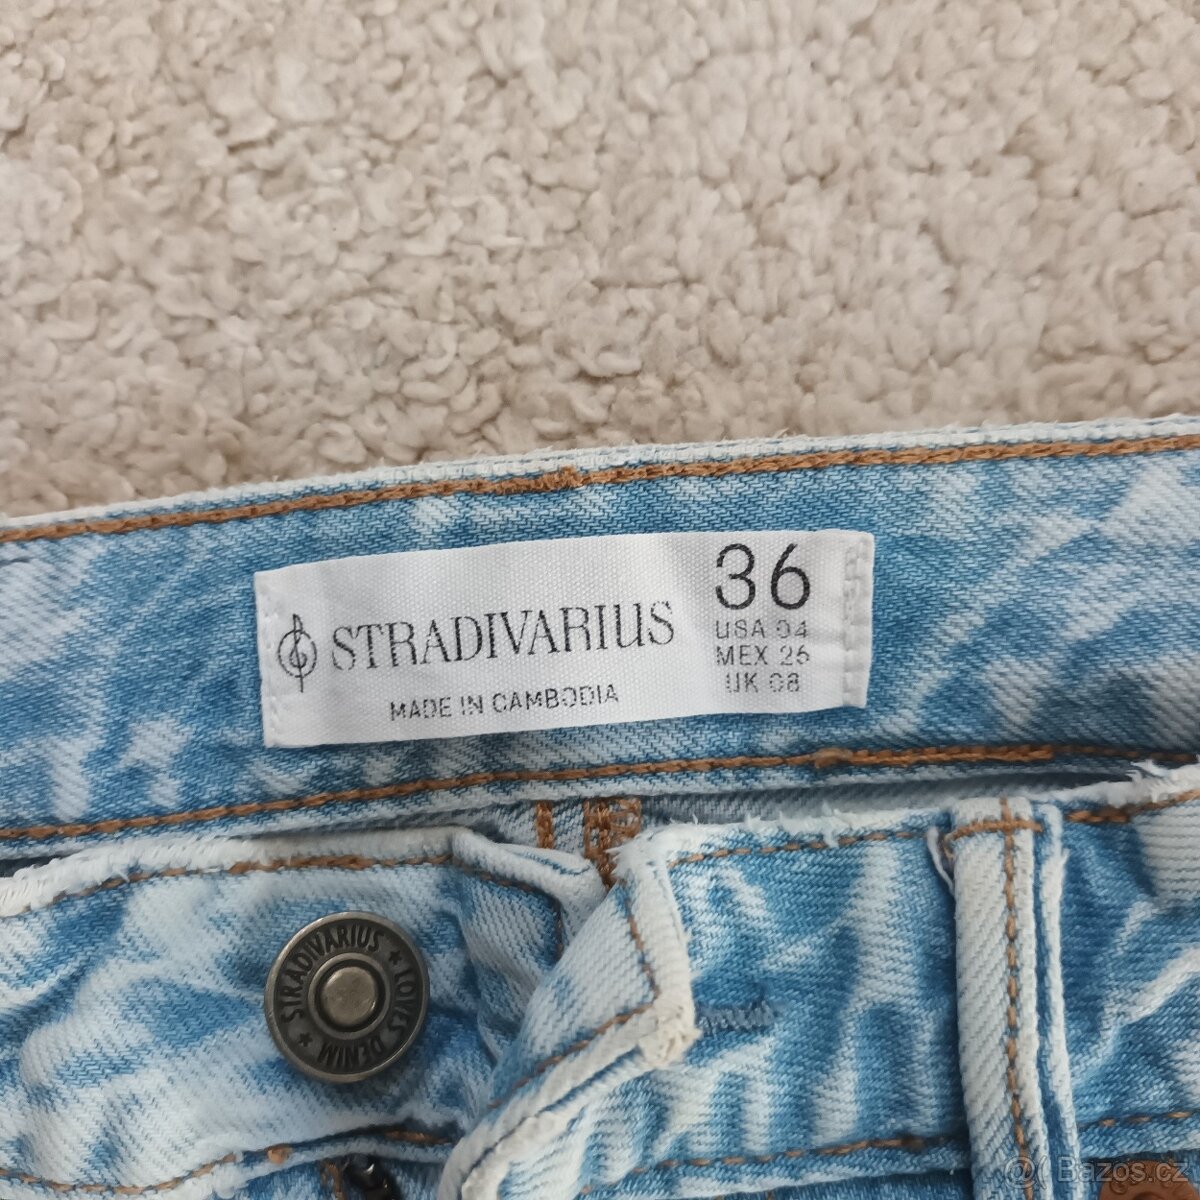 STRADIVARIUS
MADE IN CAMBODIA
36
USA 04
MEX 26
UK 08
STRADIVARIUS ★ LOVES DENIM ★
Bazos.cz